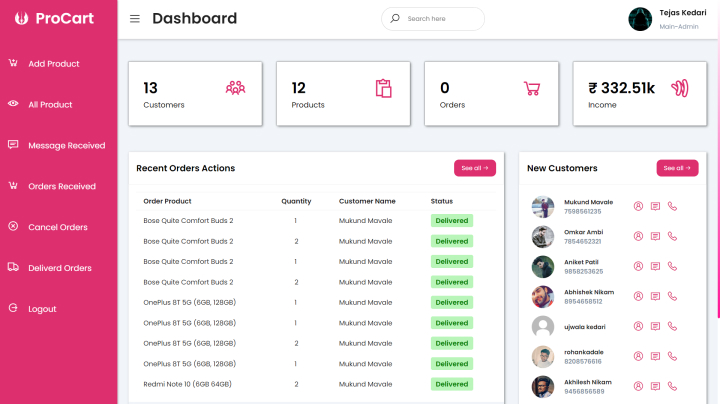 ProCart
Dashboard
Search here
Tejas Kedari
Main-Admin
Add Product
All Product
Message Received
Orders Received
Cancel Orders
Deliverd Orders
Logout
13
Customers
12
Products
0
Orders
₹ 332.51k
Income
Recent Orders Actions
See all →
Order Product Quantity Customer Name Status
Bose Quite Comfort Buds 2 1 Mukund Mavale Delivered
Bose Quite Comfort Buds 2 2 Mukund Mavale Delivered
Bose Quite Comfort Buds 2 1 Mukund Mavale Delivered
Bose Quite Comfort Buds 2 2 Mukund Mavale Delivered
OnePlus 8T 5G (6GB, 128GB) 1 Mukund Mavale Delivered
OnePlus 8T 5G (6GB, 128GB) 1 Mukund Mavale Delivered
OnePlus 8T 5G (6GB, 128GB) 2 Mukund Mavale Delivered
OnePlus 8T 5G (6GB, 128GB) 1 Mukund Mavale Delivered
Redmi Note 10 (6GB 64GB) 2 Mukund Mavale Delivered
New Customers
See all →
Mukund Mavale
7598561235
Omkar Ambi
7854652321
Aniket Patil
9858253625
Abhishek Nikam
8954658512
ujwala kedari
rohankadale
8208576616
Akhilesh Nikam
9456856589